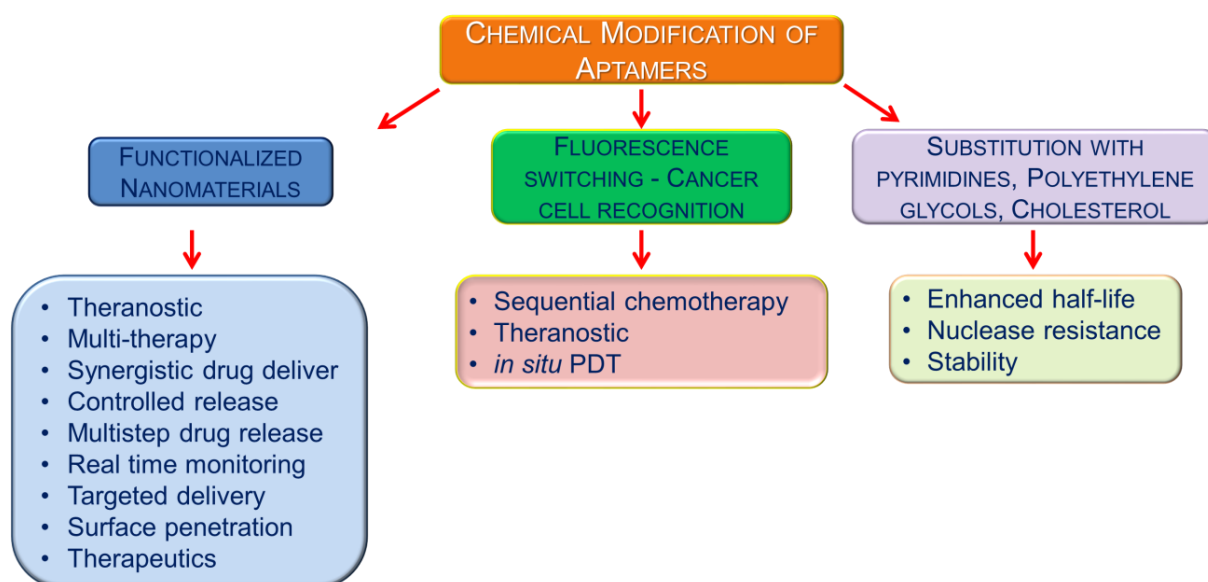 CHEMICAL MODIFICATION OF
APTAMERS
FUNCTIONALIZED
NANOMATERIALS
FLUORESCENCE
SWITCHING - CANCER
CELL RECOGNITION
SUBSTITUTION WITH
PYRIMIDINES, POLYETHYLENE
GLYCOLS, CHOLESTEROL
• Theranostic
• Multi-therapy
• Synergistic drug deliver
• Controlled release
• Multistep drug release
• Real time monitoring
• Targeted delivery
• Surface penetration
• Therapeutics
• Sequential chemotherapy
• Theranostic
• in situ PDT
• Enhanced half-life
• Nuclease resistance
• Stability